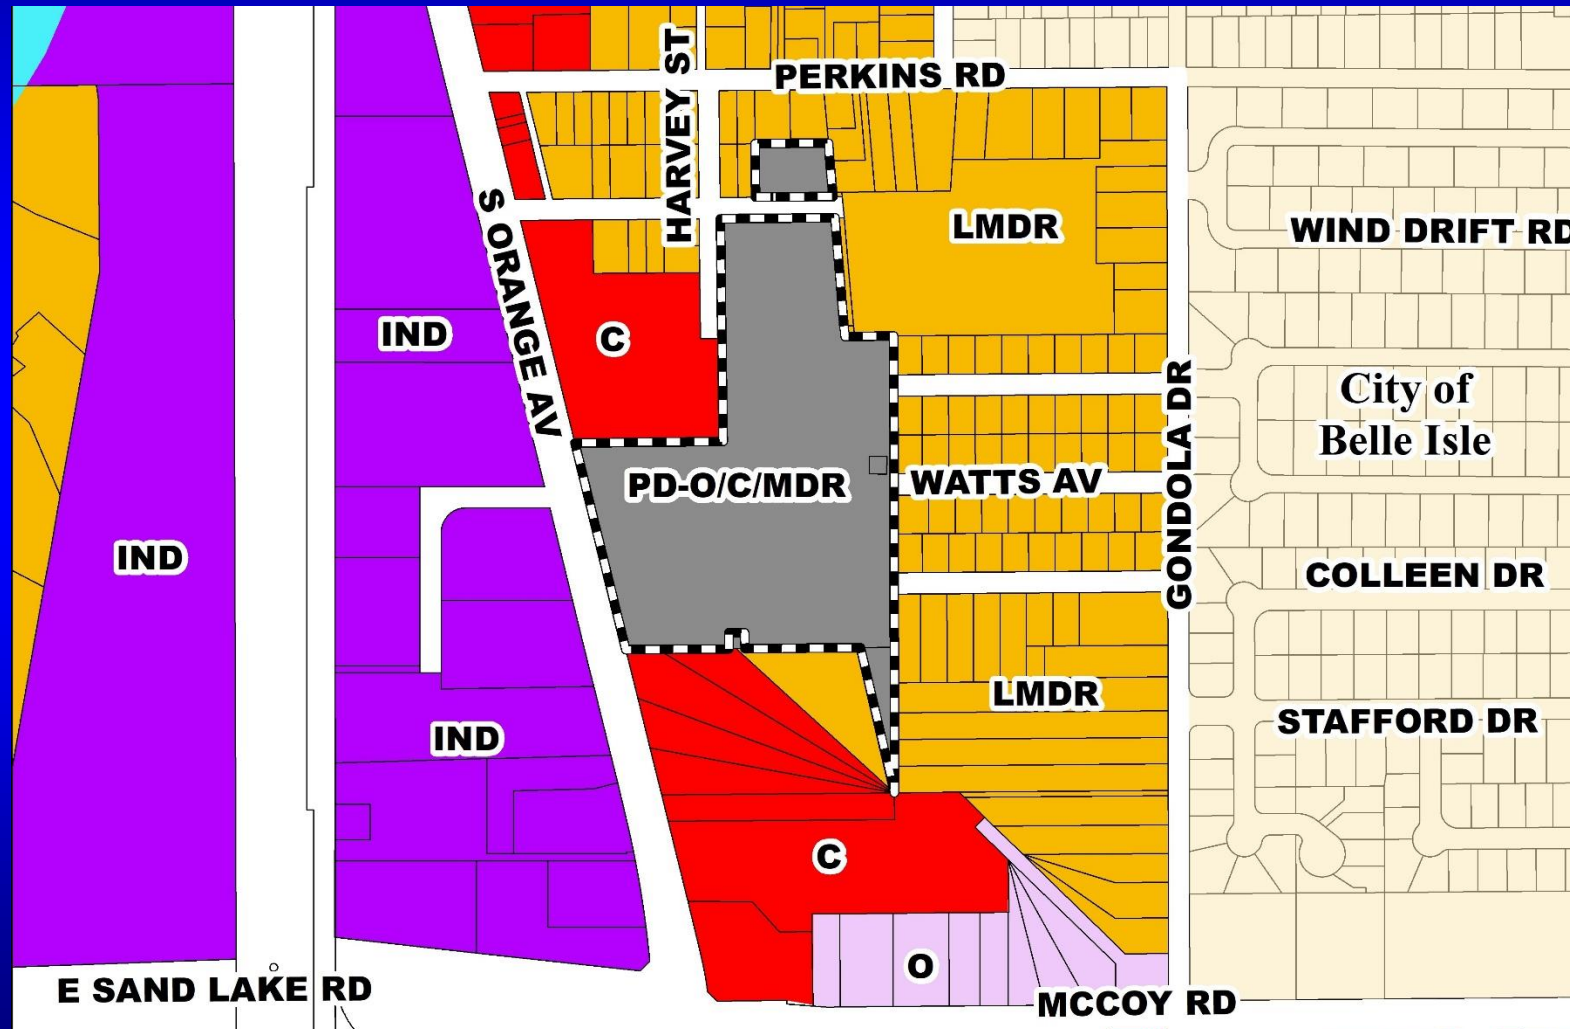 PERKINS RD
HARVEY ST
LMDR
WIND DRIFT RD
S ORANGE AV
IND
C
City of
Belle Isle
GONDOLA DR
PD-O/C/MDR
WATTS AV
IND
COLLEEN DR
LMDR
STAFFORD DR
IND
C
O
E SAND LAKE RD
MCCOY RD